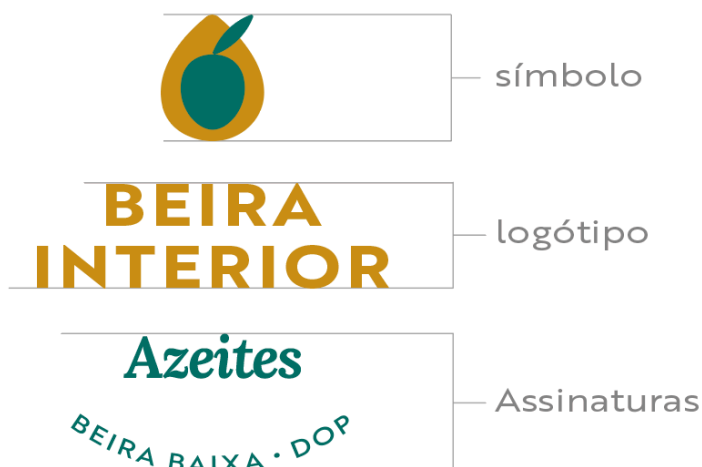 símbolo
BEIRA
INTERIOR
logótipo
Azeites
BEIRA BAIXA · DOP
Assinaturas